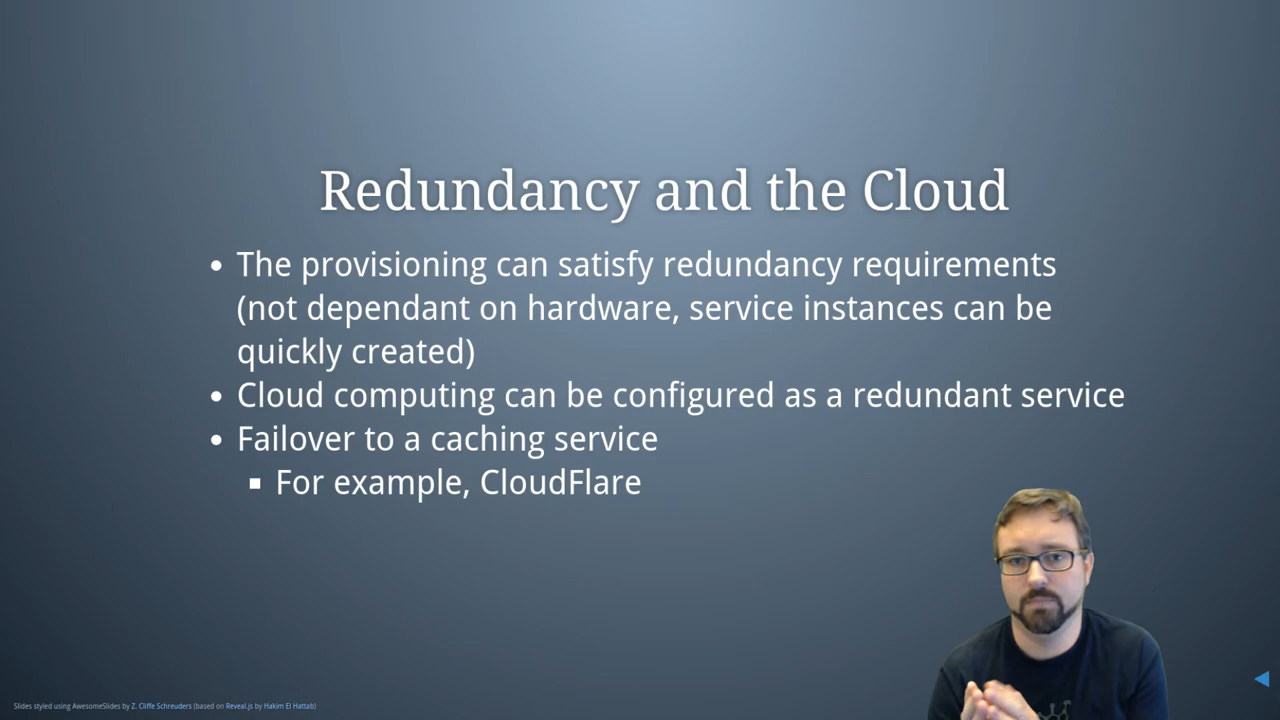 Redundancy and the Cloud
• The provisioning can satisfy redundancy requirements
(not dependant on hardware, service instances can be
quickly created)
• Cloud computing can be configured as a redundant service
• Failover to a caching service
▪ For example, CloudFlare
Slides styled using AwesomeSlides by Z. Cliffe Schreuders (based on Reveal.js by Hakim El Hattab)